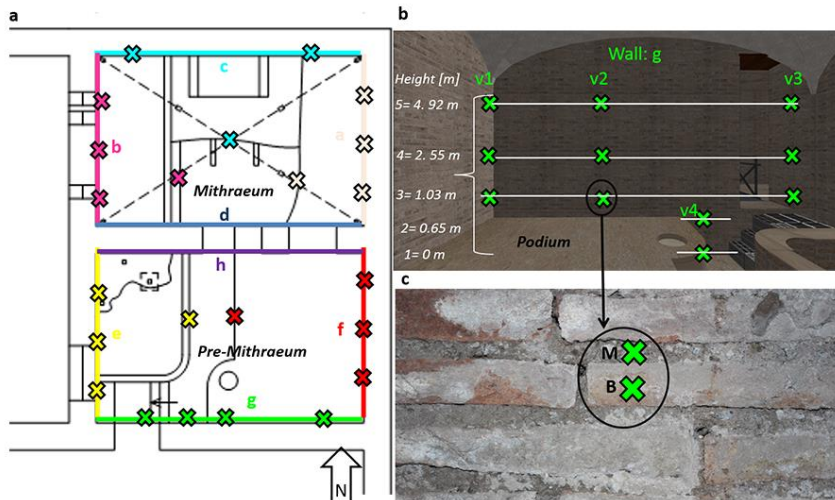 a
c
b
a
Mithraeum
d
h
e
f
Pre-Mithraeum
g
N
b
Wall: g
Height [m]
v1
v2
v3
5= 4. 92 m
4= 2. 55 m
3= 1.03 m
v4
2= 0.65 m
Podium
1= 0 m
c
M
B